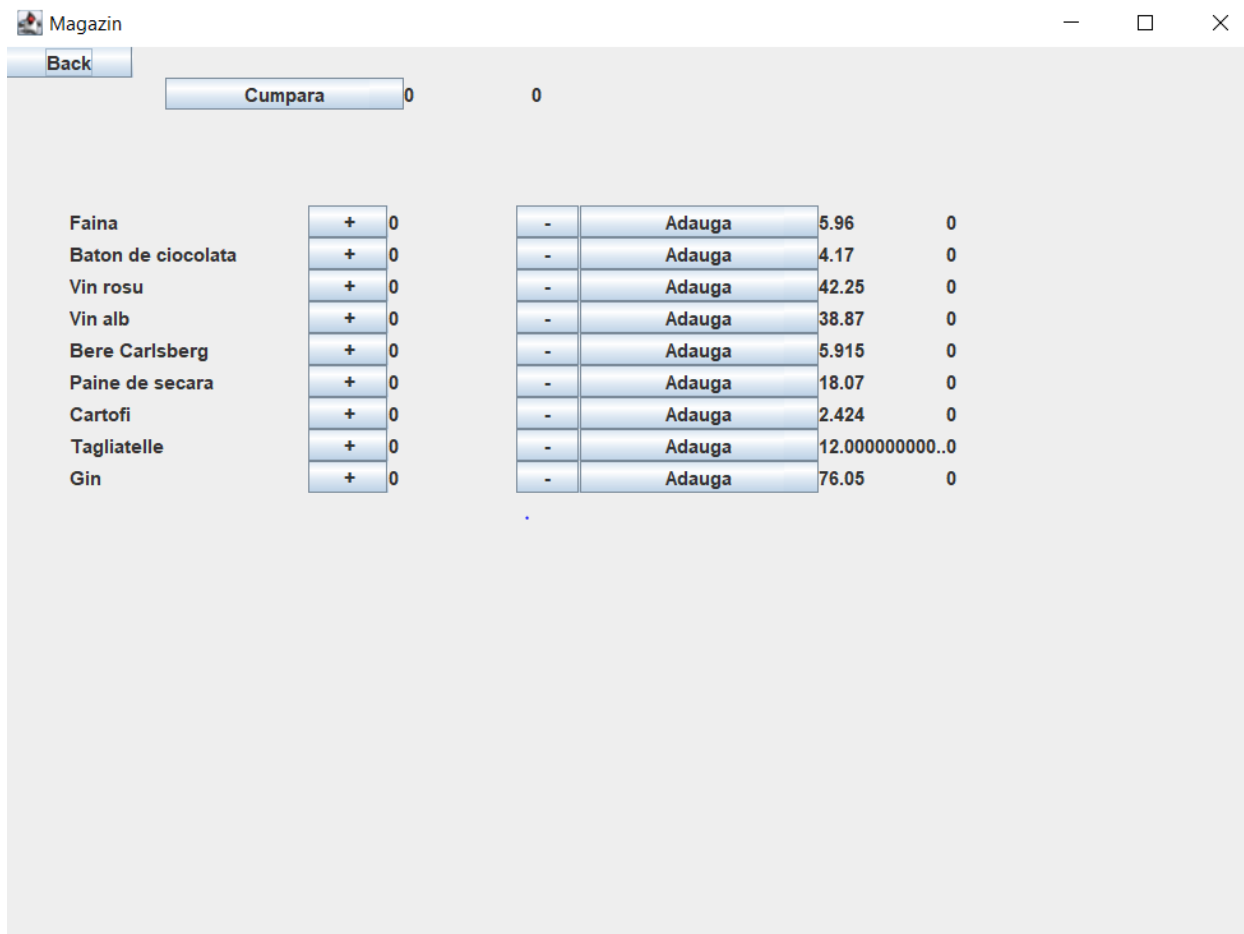 Magazin
Back
Cumpara 0 0
Faina + 0 - Adauga 5.96 0
Baton de ciocolata + 0 - Adauga 4.17 0
Vin rosu + 0 - Adauga 42.25 0
Vin alb + 0 - Adauga 38.87 0
Bere Carlsberg + 0 - Adauga 5.915 0
Paine de secara + 0 - Adauga 18.07 0
Cartofi + 0 - Adauga 2.424 0
Tagliatelle + 0 - Adauga 12.000000000..0
Gin + 0 - Adauga 76.05 0